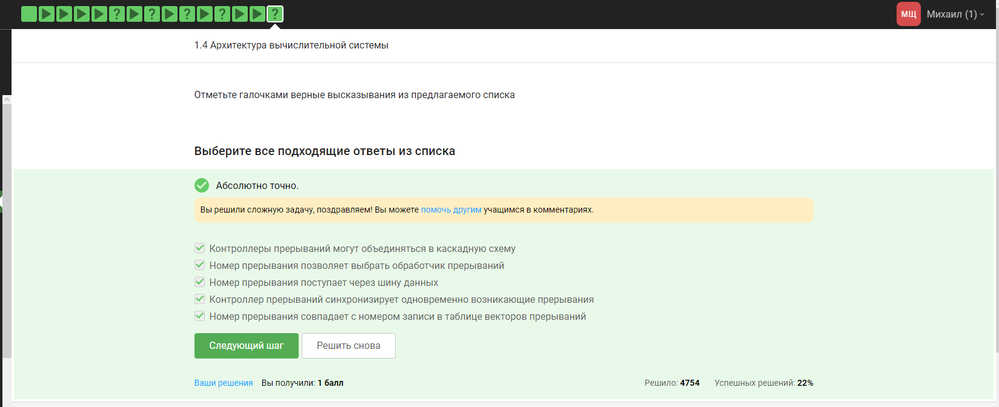 ? ? ? ? ?
МЩ Михаил (1)
1.4 Архитектура вычислительной системы
Отметьте галочками верные высказывания из предлагаемого списка
Выберите все подходящие ответы из списка
Абсолютно точно.
Вы решили сложную задачу, поздравляем! Вы можете помочь другим учащимся в комментариях.
Контроллеры прерываний могут объединяться в каскадную схему
Номер прерывания позволяет выбрать обработчик прерываний
Номер прерывания поступает через шину данных
Контроллер прерываний синхронизирует одновременно возникающие прерывания
Номер прерывания совпадает с номером записи в таблице векторов прерываний
Следующий шаг Решить снова
Ваши решения Вы получили: 1 балл Решило: 4754 Успешных решений: 22%